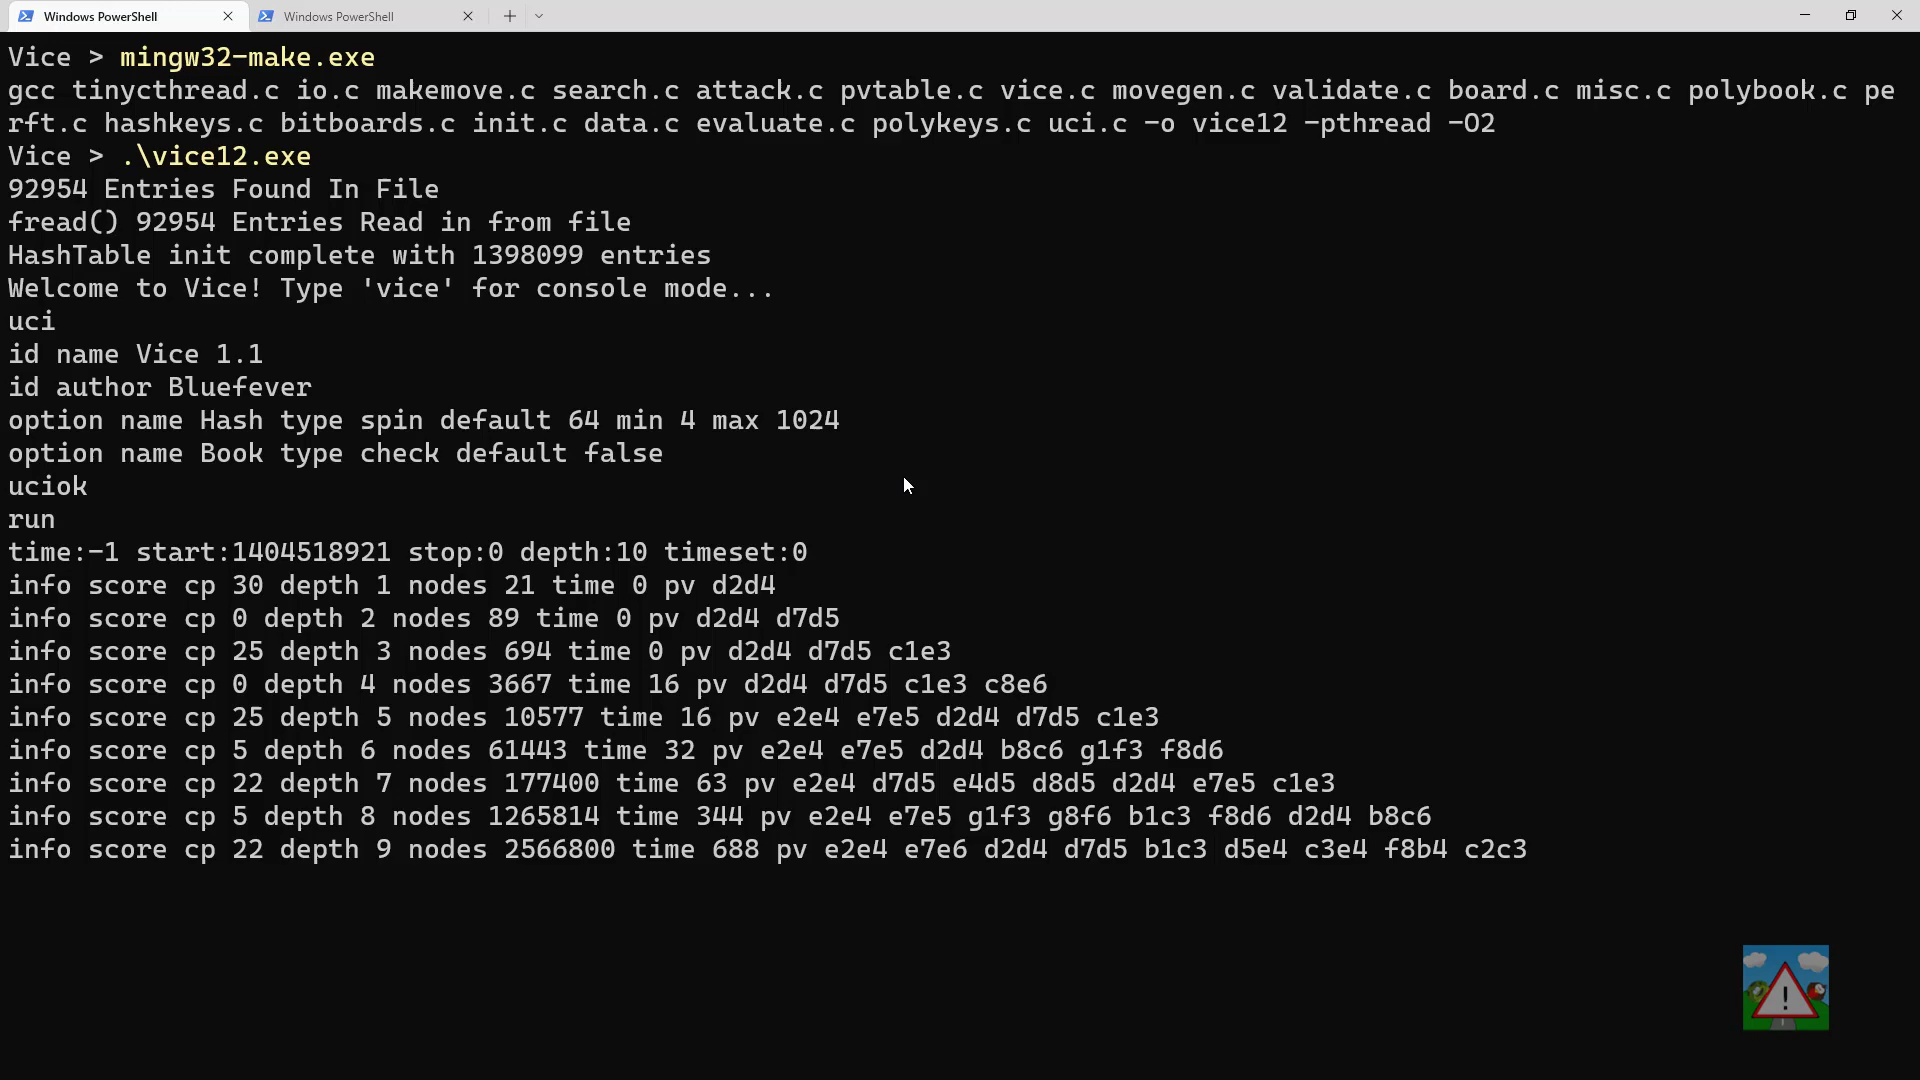 Windows PowerShell Windows PowerShell
Vice > mingw32-make.exe
gcc tinycthread.c io.c makemove.c search.c attack.c pvtable.c vice.c movegen.c validate.c board.c misc.c polybook.c pe
rft.c hashkeys.c bitboards.c init.c data.c evaluate.c polykeys.c uci.c -o vice12 -pthread -O2
Vice > .\vice12.exe
92954 Entries Found In File
fread() 92954 Entries Read in from file
HashTable init complete with 1398099 entries
Welcome to Vice! Type 'vice' for console mode...
uci
id name Vice 1.1
id author Bluefever
option name Hash type spin default 64 min 4 max 1024
option name Book type check default false
uciok
run
time:-1 start:1404518921 stop:0 depth:10 timeset:0
info score cp 30 depth 1 nodes 21 time 0 pv d2d4
info score cp 0 depth 2 nodes 89 time 0 pv d2d4 d7d5
info score cp 25 depth 3 nodes 694 time 0 pv d2d4 d7d5 c1e3
info score cp 0 depth 4 nodes 3667 time 16 pv d2d4 d7d5 c1e3 c8e6
info score cp 25 depth 5 nodes 10577 time 16 pv e2e4 e7e5 d2d4 d7d5 c1e3
info score cp 5 depth 6 nodes 61443 time 32 pv e2e4 e7e5 d2d4 b8c6 g1f3 f8d6
info score cp 22 depth 7 nodes 177400 time 63 pv e2e4 d7d5 e4d5 d8d5 d2d4 e7e5 c1e3
info score cp 5 depth 8 nodes 1265814 time 344 pv e2e4 e7e5 g1f3 g8f6 b1c3 f8d6 d2d4 b8c6
info score cp 22 depth 9 nodes 2566800 time 688 pv e2e4 e7e6 d2d4 d7d5 b1c3 d5e4 c3e4 f8b4 c2c3